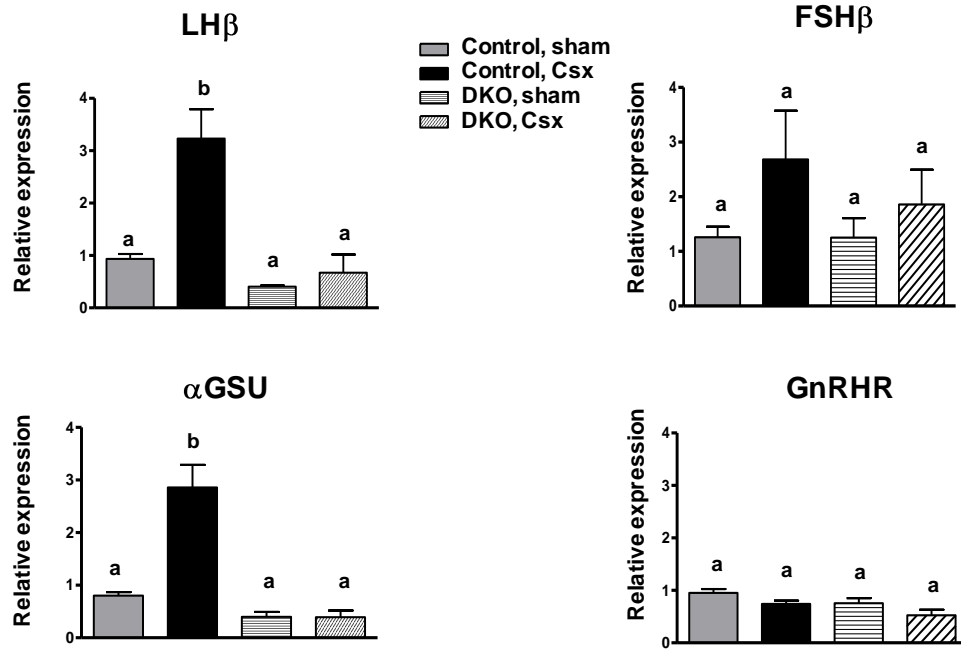 LHβ
Relative expression
4
3
2
1
0
a
b
a
a
Control, sham
Control, Csx
DKO, sham
DKO, Csx
FSHβ
Relative expression
4
3
2
1
0
a
a
a
a
αGSU
Relative expression
4
3
2
1
0
a
b
a
a
GnRHR
Relative expression
4
3
2
1
0
a
a
a
a